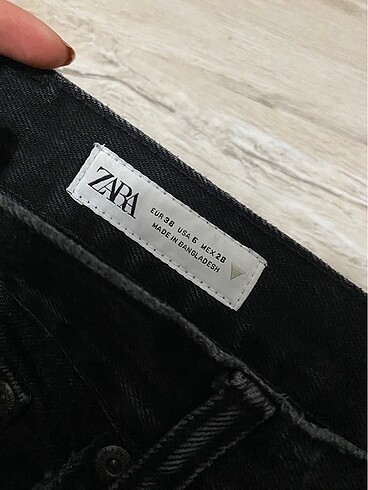 ZARA
EUR 38 USA 6 MEX 28
MADE IN BANGLADESH